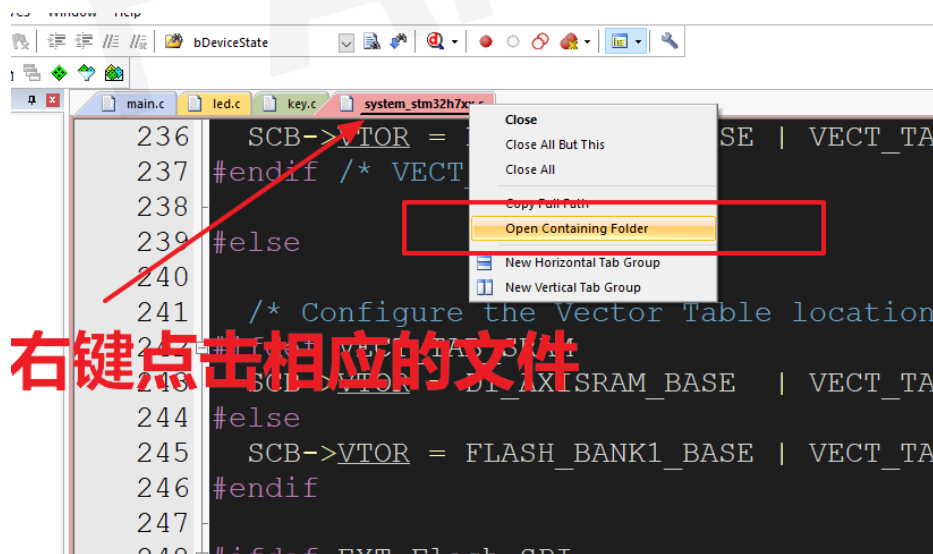 Window Help
bDeviceState
main.c led.c key.c system_stm32h7xx.c
Close
Close All But This
Close All
Copy Full Path
Open Containing Folder
New Horizontal Tab Group
New Vertical Tab Group
236 SCB->VTOR = SE | VECT_TA
237 #endif /* VECT_
238
239 #else
240
241 /* Configure the Vector Table location
右键点击相应的文件
SCB->VTOR = D1_AXISRAM_BASE | VECT_TA
244 #else
245 SCB->VTOR = FLASH_BANK1_BASE | VECT_TA
246 #endif
247